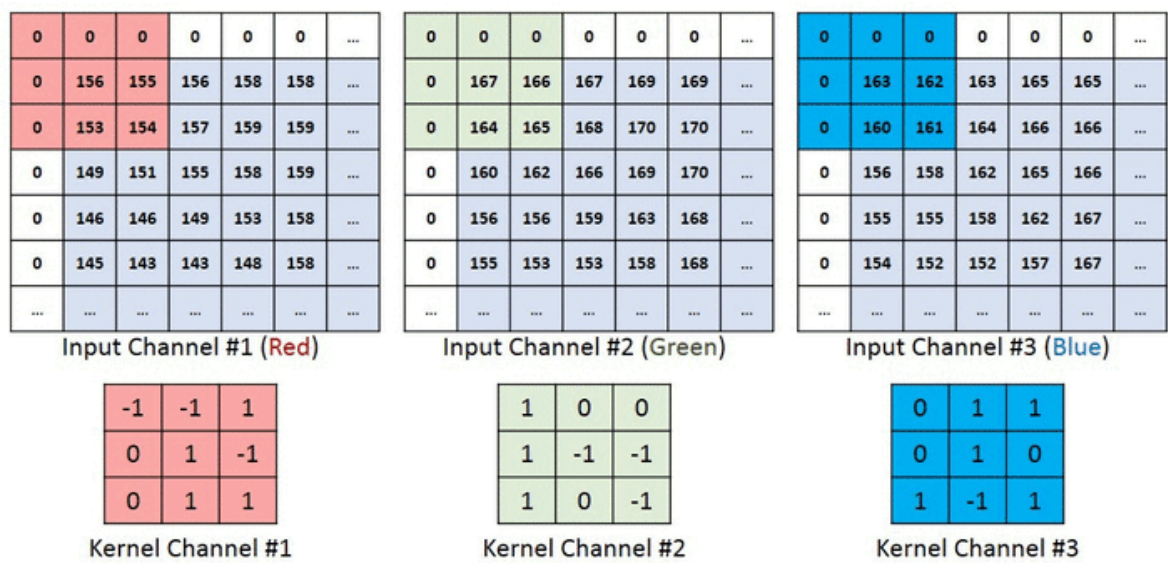 0 0 0 0 0 0 ...
0 156 155 156 158 158 ...
0 153 154 157 159 159 ...
0 149 151 155 158 159 ...
0 146 146 149 153 158 ...
0 145 143 143 148 158 ...
... ... ... ... ... ... ...
Input Channel #1 (Red)
0 0 0 0 0 0 ...
0 167 166 167 169 169 ...
0 164 165 168 170 170 ...
0 160 162 166 169 170 ...
0 156 156 159 163 168 ...
0 155 153 153 158 168 ...
... ... ... ... ... ... ...
Input Channel #2 (Green)
0 0 0 0 0 0 ...
0 163 162 163 165 165 ...
0 160 161 164 166 166 ...
0 156 158 162 165 166 ...
0 155 155 158 162 167 ...
0 154 152 152 157 167 ...
... ... ... ... ... ... ...
Input Channel #3 (Blue)
-1 -1 1
0 1 -1
0 1 1
Kernel Channel #1
1 0 0
1 -1 -1
1 0 -1
Kernel Channel #2
0 1 1
0 1 0
1 -1 1
Kernel Channel #3